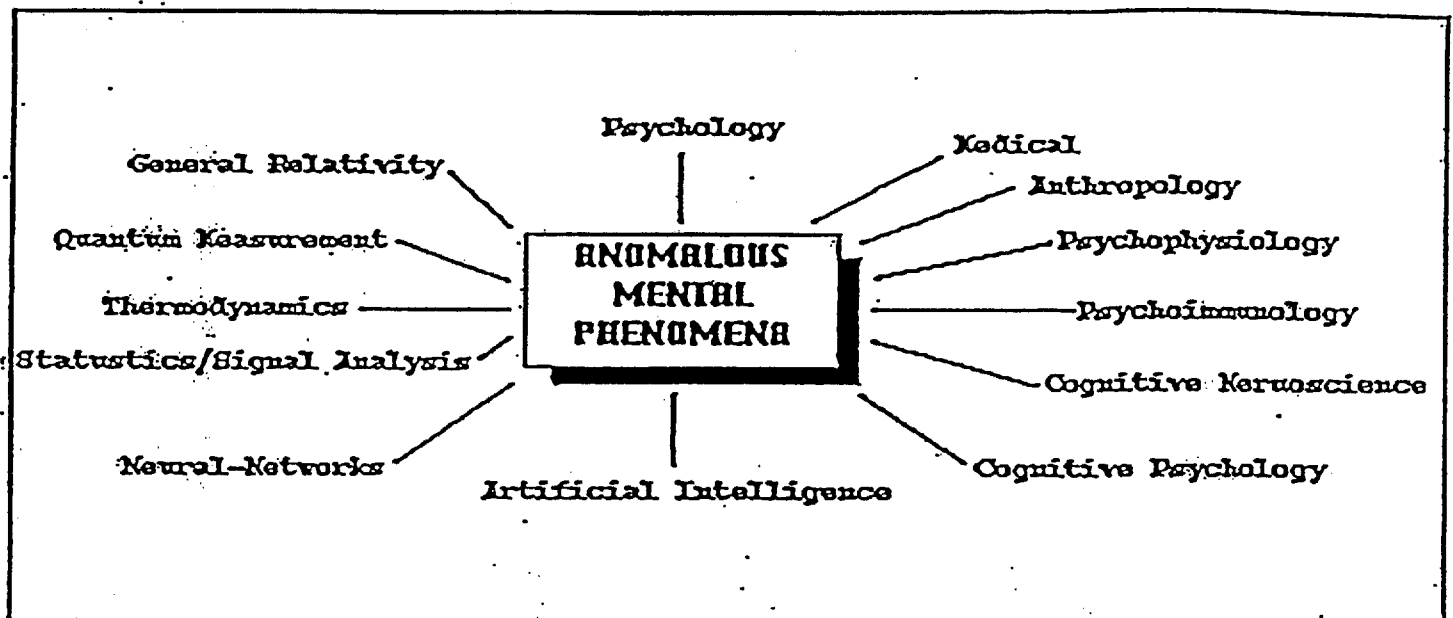 Psychology
Medical
General Relativity
Anthropology
Quantum Measurement
Psychophysiology
ANOMALOUS
MENTAL
PHENOMENA
Thermodynamics
Psychoimmunology
Statustics/Signal Analysis
Cognitive Neruoscience
Neural-Networks
Cognitive Psychology
Artificial Intelligence